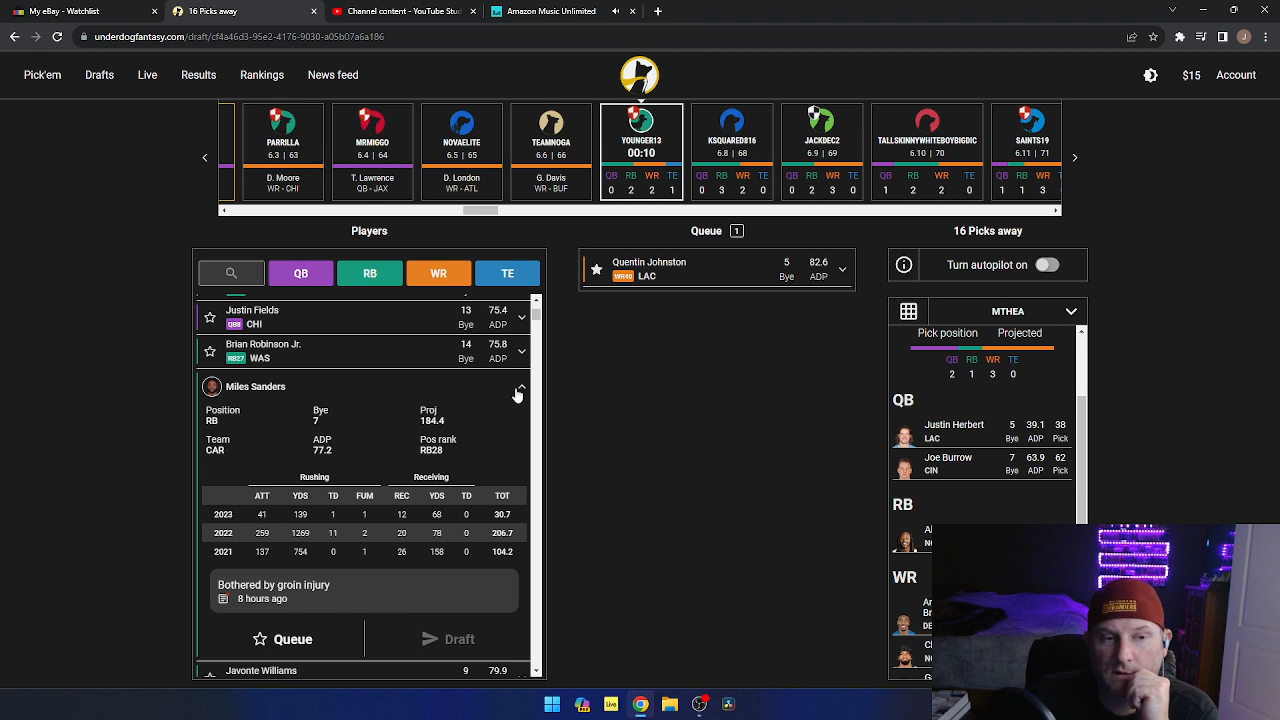 My eBay - Watchlist
16 Picks away
Channel content - YouTube Stu
Amazon Music Unlimited
underdogfantasy.com/draft/cf4a46d3-95e2-4176-9030-a05b07a6a186
J
Pick'em
Drafts
Live
Results
Rankings
News feed
$15
Account
PARRILLA
6.3 | 63
D. Moore
WR - CHI
MRMIGGO
6.4 | 64
T. Lawrence
QB - JAX
NOVAELITE
6.5 | 65
D. London
WR - ATL
TEAMNOGA
6.6 | 66
G. Davis
WR - BUF
YOUNGER13
00:10
QB RB WR TE
0 2 2 1
KSQUARED816
6.8 | 68
QB RB WR TE
0 3 2 0
JACKDEC2
6.9 | 69
QB RB WR TE
0 2 3 0
TALLSKINNYWHITEBOYBIGDIC
6.10 | 70
QB RB WR TE
1 2 2 0
SAINTS19
6.11 | 71
QB RB WR T
1 1 3
Players
Queue 1
16 Picks away
QB
RB
WR
TE
Justin Fields
QB8 CHI
13 Bye
75.4 ADP
Brian Robinson Jr.
RB27 WAS
14 Bye
75.8 ADP
Miles Sanders
Position Bye Proj
RB 7 184.4
Team ADP Pos rank
CAR 77.2 RB28
Rushing Receiving
ATT YDS TD FUM REC YDS TD TOT
2023 41 139 1 1 12 68 0 30.7
2022 259 1269 11 2 20 78 0 206.7
2021 137 754 0 1 26 158 0 104.2
Bothered by groin injury
8 hours ago
Queue
Draft
Javonte Williams 9 79.9
Quentin Johnston
WR40 LAC
5 Bye
82.6 ADP
Turn autopilot on
MTHEA
Pick position Projected
QB RB WR TE
2 1 3 0
QB
Justin Herbert 5 39.1 38
LAC Bye ADP Pick
Joe Burrow 7 63.9 62
CIN Bye ADP Pick
RB
WR
Live